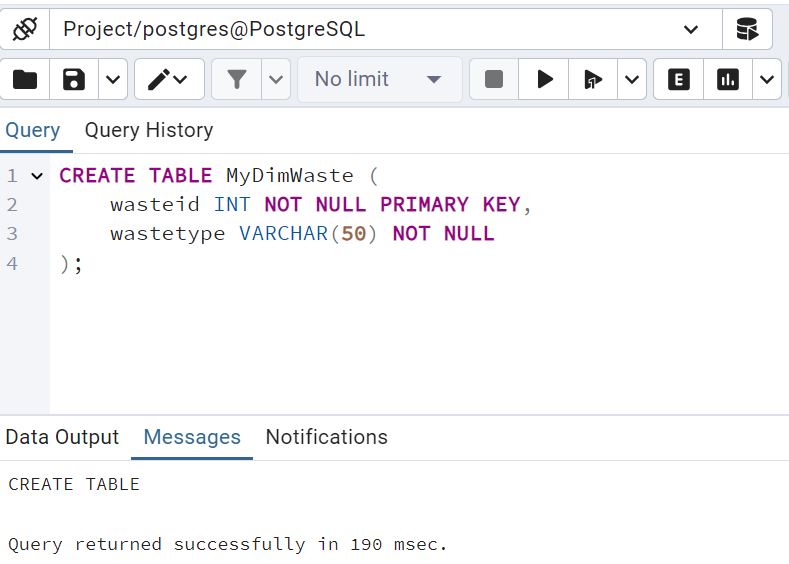 Project/postgres@PostgreSQL
No limit
E
Query Query History
1 CREATE TABLE MyDimWaste (
2     wasteid INT NOT NULL PRIMARY KEY,
3     wastetype VARCHAR(50) NOT NULL
4 );
Data Output Messages Notifications
CREATE TABLE
Query returned successfully in 190 msec.